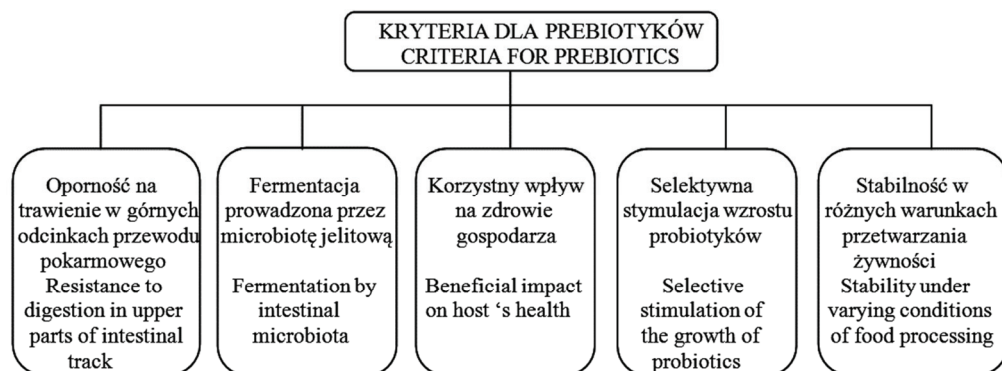 KRYTERIA DLA PREBIOTYKÓW
CRITERIA FOR PREBIOTICS
Oporność na
trawienie w górnych
odcinkach przewodu
pokarmowego
Resistance to
digestion in upper
parts of intestinal
track
Fermentacja
prowadzona przez
microbiotę jelitową
Fermentation by
intestinal
microbiota
Korzystny wpływ
na zdrowie
gospodarza
Beneficial impact
on host ‘s health
Selektywna
stymulacja wzrostu
probiotyków
Selective
stimulation of
the growth of
probiotics
Stabilność w
różnych warunkach
przetwarzania
żywności
Stability under
varying conditions
of food processing